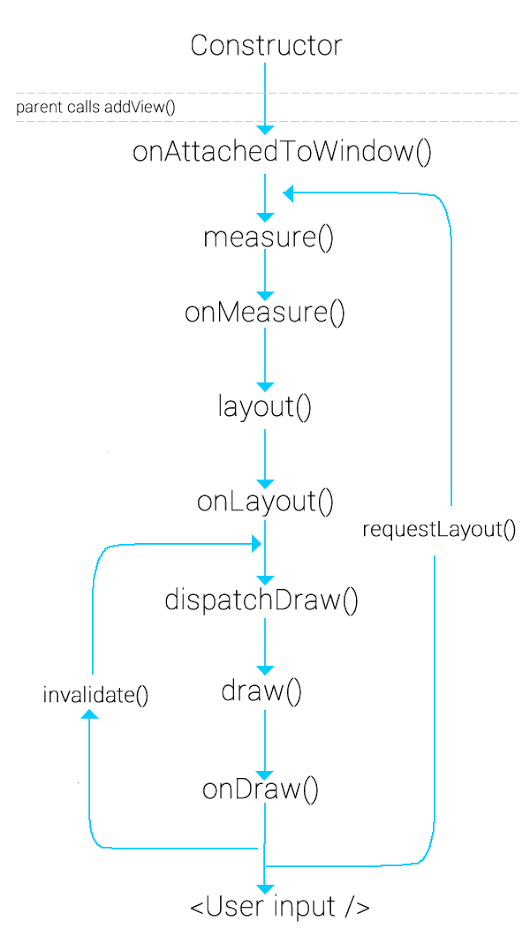 Constructor
parent calls addView()
onAttachedToWindow()
measure()
onMeasure()
layout()
onLayout()
requestLayout()
dispatchDraw()
invalidate()
draw()
onDraw()
<User input />